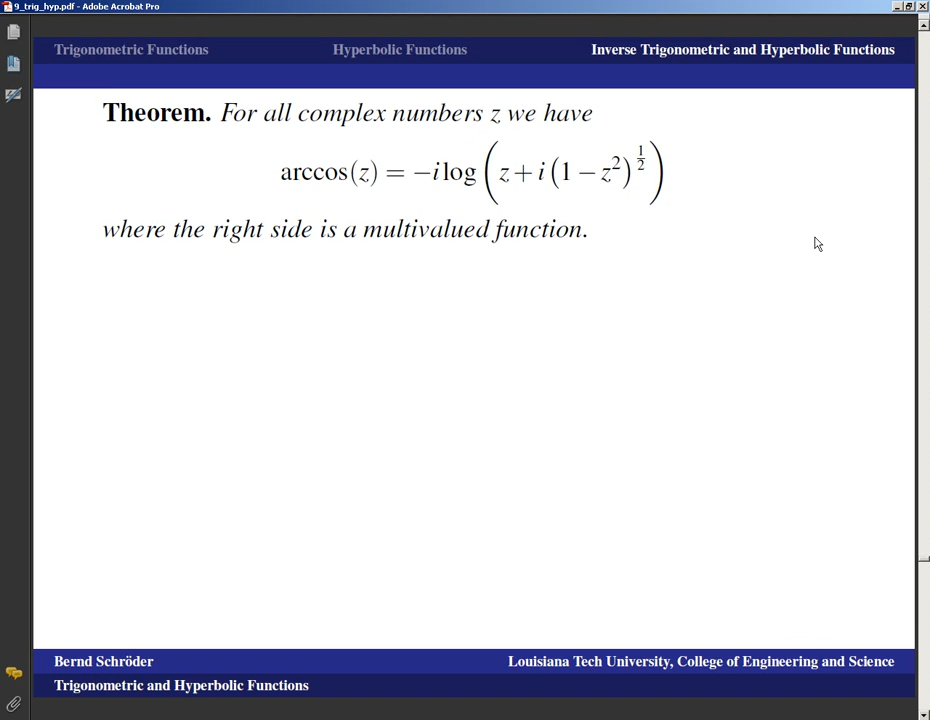 9_trig_hyp.pdf - Adobe Acrobat Pro
Trigonometric Functions Hyperbolic Functions Inverse Trigonometric and Hyperbolic Functions
Theorem. For all complex numbers z we have
arccos(z) = −i log (z + i(1 − z²)^{1/2})
where the right side is a multivalued function.
Bernd Schröder Louisiana Tech University, College of Engineering and Science
Trigonometric and Hyperbolic Functions